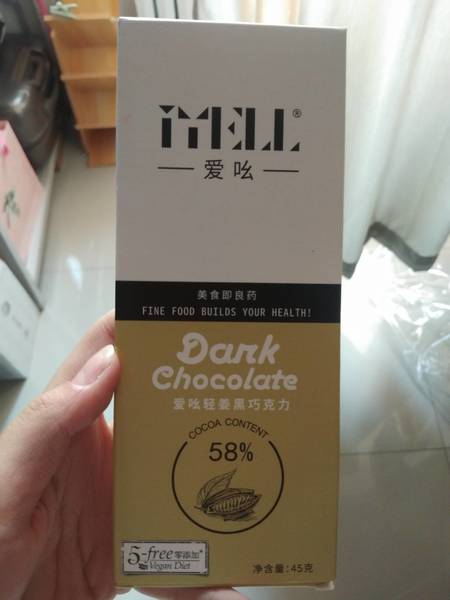 iYELL®
爱吆
美食即良药
FINE FOOD BUILDS YOUR HEALTH!
Dark
Chocolate
爱吆轻姜黑巧克力
COCOA CONTENT
58%
5-free零添加*
Vegan Diet
净含量:45克